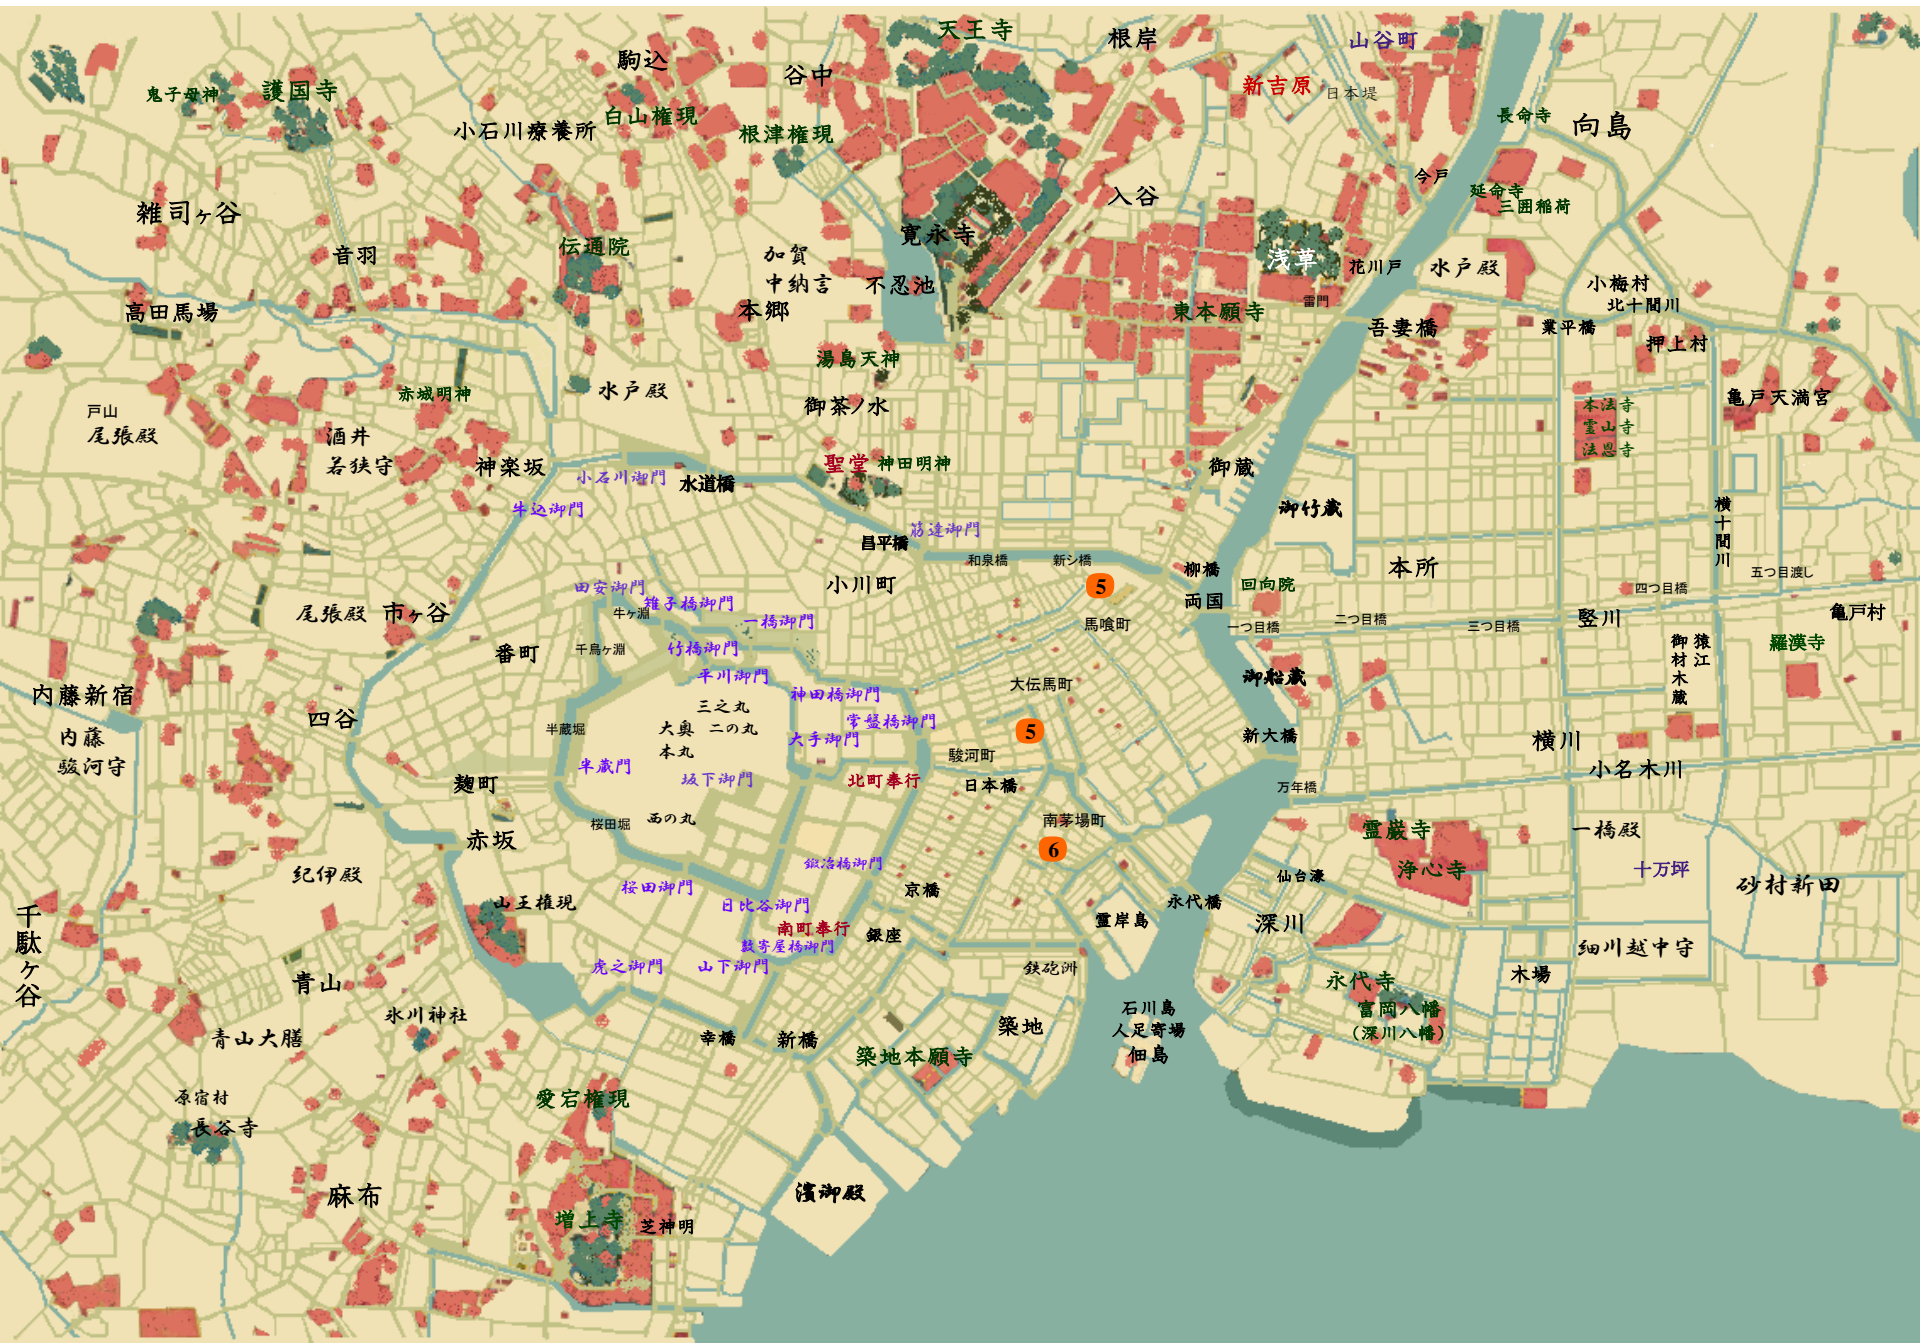 天王寺
根岸
山谷町
駒込
谷中
新吉原
日本堤
鬼子母神
護国寺
白山権現
小石川療養所
根津権現
長命寺
向島
今戸
延命寺
三囲稲荷
入谷
雑司ヶ谷
音羽
伝通院
加賀
中納言
寛永寺
不忍池
浅草
花川戸
水戸殿
小梅村
北十間川
高田馬場
本郷
東本願寺
雷門
吾妻橋
業平橋
押上村
湯島天神
赤城明神
水戸殿
御茶ノ水
戸山
尾張殿
酒井
若狭守
本法寺
霊山寺
法恩寺
亀戸天満宮
神楽坂
小石川御門
水道橋
聖堂
神田明神
御蔵
牛込御門
御竹蔵
横十間川
筋違御門
昌平橋
和泉橋
新シ橋
柳橋
本所
五つ目渡し
小川町
5
回向院
四つ目橋
田安御門
雉子橋御門
牛ヶ淵
一橋御門
両国
馬喰町
一つ目橋
二つ目橋
三つ目橋
竪川
亀戸村
尾張殿
市ヶ谷
番町
千鳥ヶ淵
竹橋御門
平川御門
猿江
御材木蔵
羅漢寺
御船蔵
大伝馬町
神田橋御門
内藤新宿
四谷
三之丸
大奥
二の丸
本丸
常盤橋御門
大手御門
半蔵堀
5
新大橋
横川
内藤
駿河守
半蔵門
坂下御門
北町奉行
駿河町
日本橋
小名木川
麹町
万年橋
桜田堀
西の丸
南茅場町
赤坂
6
霊巌寺
一橋殿
浄心寺
十万坪
砂村新田
紀伊殿
鍛冶橋御門
桜田御門
京橋
仙台濠
山王権現
日比谷御門
永代橋
千駄ヶ谷
南町奉行
銀座
霊岸島
深川
数寄屋橋御門
細川越中守
虎之御門
山下御門
鉄砲洲
木場
青山
永代寺
富岡八幡
(深川八幡)
氷川神社
石川島
人足寄場
佃島
青山大膳
幸橋
新橋
築地
築地本願寺
原宿村
長谷寺
愛宕権現
麻布
濱御殿
増上寺
芝神明